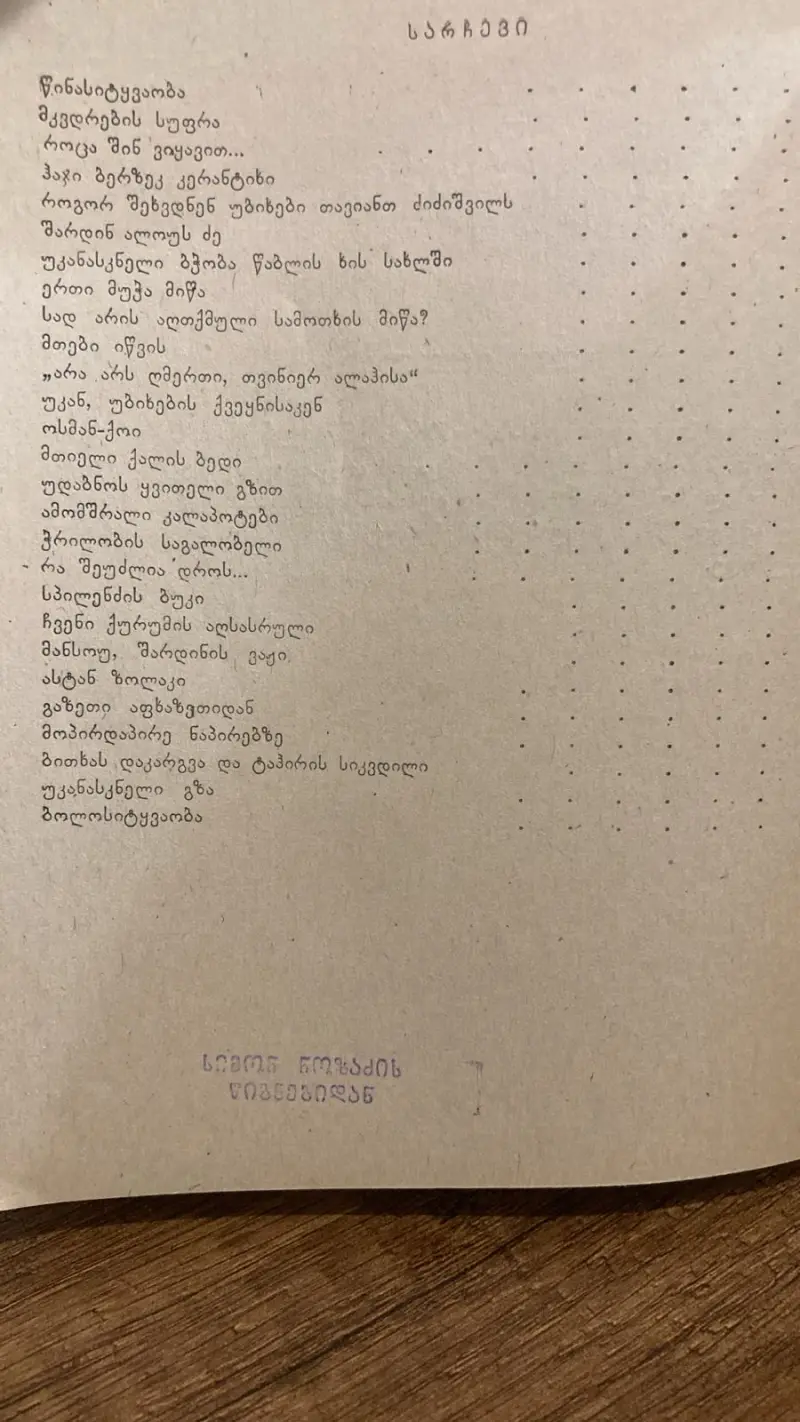 სარჩევი
წინასიტყვაობა
მკვდრების სუფრა
როცა შინ ვიყავით...
ჰაჯი ბერზეკ კერანტიხი
როგორ შეხვდნენ უბიხები თავიანთ ძიძიშვილს
შარდინ ალოუს ძე
უკანასკნელი ბჭობა წაბლის ხის სახლში
ერთი მუჭა მიწა
სად არის აღთქმული სამოთხის მიწა?
მთები იწვის
„არა არს ღმერთი, თვინიერ ალაჰისა“
უკან, უბიხების ქვეყნისაკენ
ოსმან-ქოი
მთიელი ქალის ბედი
უდაბნოს ყვითელი გზით
ამომშრალი კალაპოტები
ჭრილობის საგალობელი
რა შეუძლია დროს...
სპილენძის ბუკი
ჩვენი ქურუმის აღსასრული
მანსოუ, შარდინის ვაჟი
ასტან ზოლაკი
გაზეთი აფხაზეთიდან
მოპირდაპირე ნაპირებზე
ბითხას დაკარგვა და ტაჰირის სიკვდილი
უკანასკნელი გზა
ბოლოსიტყვაობა
სიმონ ნოზაძის
წიგნებიდან